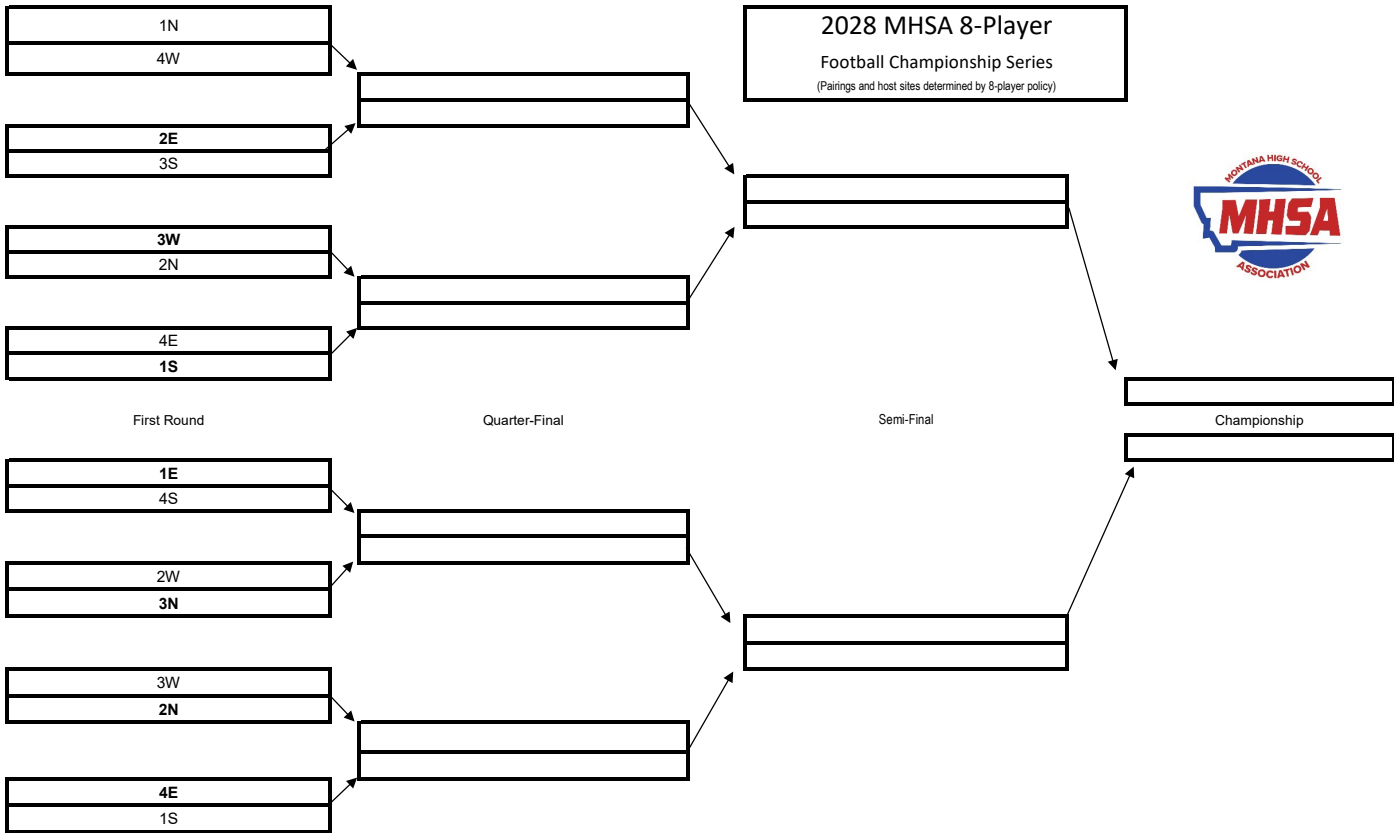 1N
4W
2E
3S
3W
2N
4E
1S
2028 MHSA 8-Player
Football Championship Series
(Pairings and host sites determined by 8-player policy)
MONTANA HIGH SCHOOL
MHSA
ASSOCIATION
First Round
Quarter-Final
Semi-Final
Championship
1E
4S
2W
3N
3W
2N
4E
1S